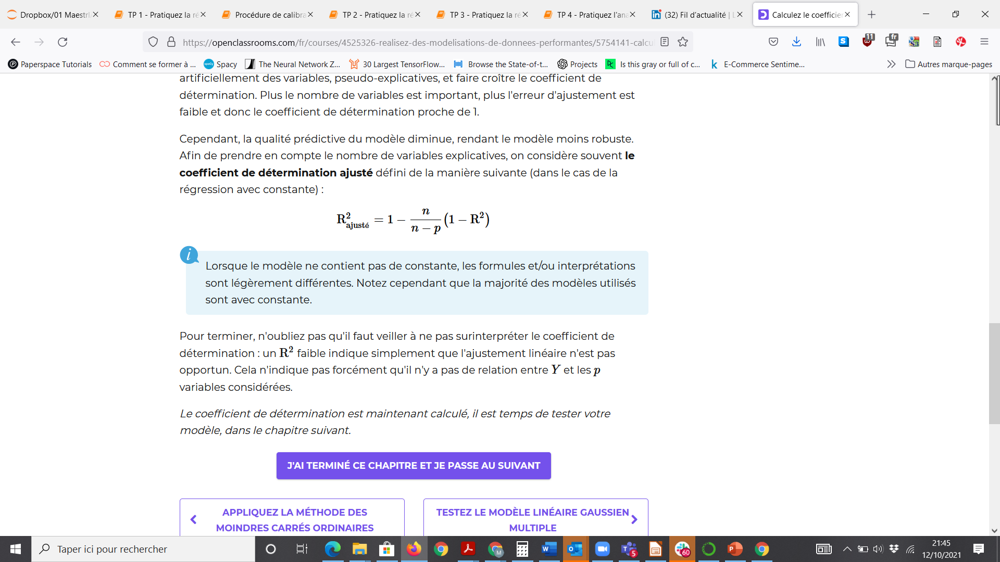 Dropbox/01 Maestrl
TP 1 - Pratiquez la ré
Procédure de calibra
TP 2 - Pratiquez la ré
TP 3 - Pratiquez la ré
TP 4 - Pratiquez l'ana
(32) Fil d'actualité | L
Calculez le coefficie
https://openclassrooms.com/fr/courses/4525326-realisez-des-modelisations-de-donnees-performantes/5754141-calcu
11
fr
Paperspace Tutorials
Comment se former à ...
Spacy
The Neural Network Z...
30 Largest TensorFlow...
Browse the State-of-t...
Projects
Is this gray or full of c...
E-Commerce Sentime...
Autres marque-pages
artificiellement des variables, pseudo-explicatives, et faire croître le coefficient de
détermination. Plus le nombre de variables est important, plus l'erreur d'ajustement est
faible et donc le coefficient de détermination proche de 1.
Cependant, la qualité prédictive du modèle diminue, rendant le modèle moins robuste.
Afin de prendre en compte le nombre de variables explicatives, on considère souvent le
coefficient de détermination ajusté défini de la manière suivante (dans le cas de la
régression avec constante) :
R²ajusté = 1 − n/(n − p) (1 − R²)
Lorsque le modèle ne contient pas de constante, les formules et/ou interprétations
sont légèrement différentes. Notez cependant que la majorité des modèles utilisés
sont avec constante.
Pour terminer, n'oubliez pas qu'il faut veiller à ne pas surinterpréter le coefficient de
détermination : un R² faible indique simplement que l'ajustement linéaire n'est pas
opportun. Cela n'indique pas forcément qu'il n'y a pas de relation entre Y et les p
variables considérées.
Le coefficient de détermination est maintenant calculé, il est temps de tester votre
modèle, dans le chapitre suivant.
J'AI TERMINÉ CE CHAPITRE ET JE PASSE AU SUIVANT
APPLIQUEZ LA MÉTHODE DES
MOINDRES CARRÉS ORDINAIRES
TESTEZ LE MODÈLE LINÉAIRE GAUSSIEN
MULTIPLE
Taper ici pour rechercher
5
60
21:45
12/10/2021